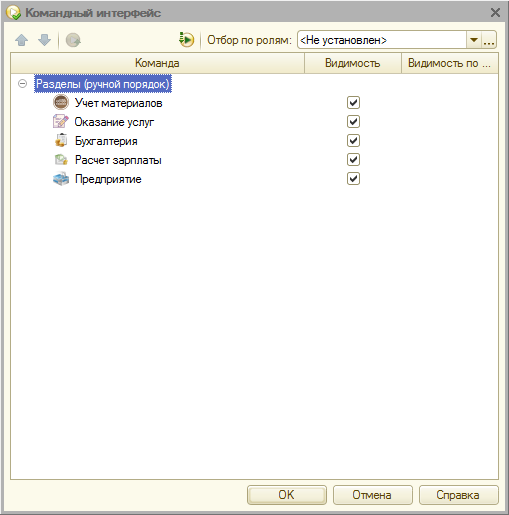 Командный интерфейс
Отбор по ролям: <Не установлен> ...
Команда Видимость Видимость по ...
Разделы (ручной порядок)
Учет материалов
Оказание услуг
Бухгалтерия
Расчет зарплаты
Предприятие
OK Отмена Справка